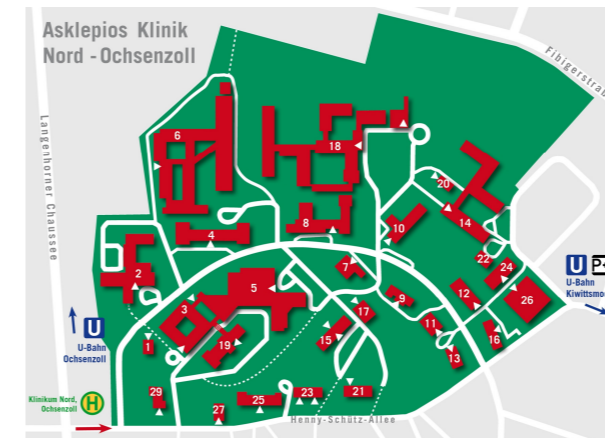 Asklepios Klinik
Nord - Ochsenzoll
Fibigerstraß
Langenhorner Chaussee
6
18
20
4
8
10
14
2
22
24
7
5
12
26
9
3
17
11
19
15
16
1
13
29
25
23
21
27
U
U-Bahn
Ochsenzoll
U
P
U-Bahn
Kiwittsmo
Klinikum Nord,
Ochsenzoll
H
Henny-Schütz-Allee